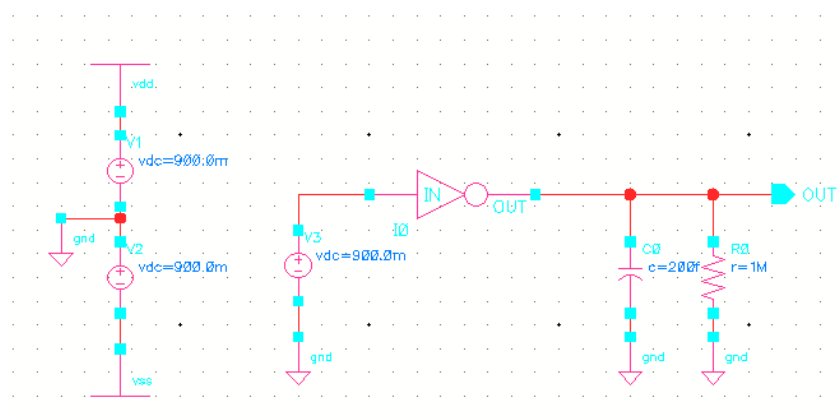 vdd
V1
vdc=900.0m
gnd
V2
vdc=900.0m
vss
V3
vdc=900.0m
gnd
IN
I0
OUT
C0
c=200f
gnd
R0
r=1M
gnd
OUT